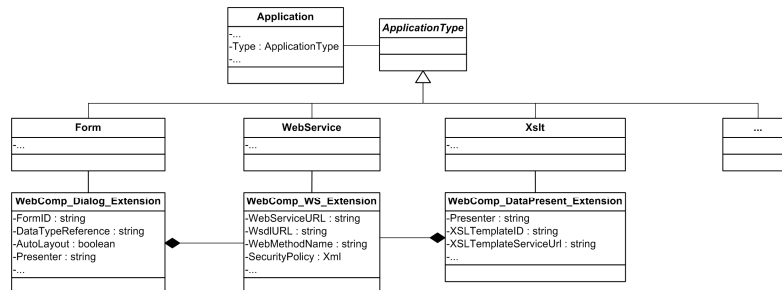 Application
-...
-Type : ApplicationType
-...
ApplicationType
Form
-...
WebService
-...
Xslt
-...
...
WebComp_Dialog_Extension
-FormID : string
-DataTypeReference : string
-AutoLayout : boolean
-Presenter : string
-...
WebComp_WS_Extension
-WebServiceURL : string
-WsdlURL : string
-WebMethodName : string
-SecurityPolicy : Xml
-...
WebComp_DataPresent_Extension
-Presenter : string
-XSLTemplateID : string
-XSLTemplateServiceUrl : string
-...